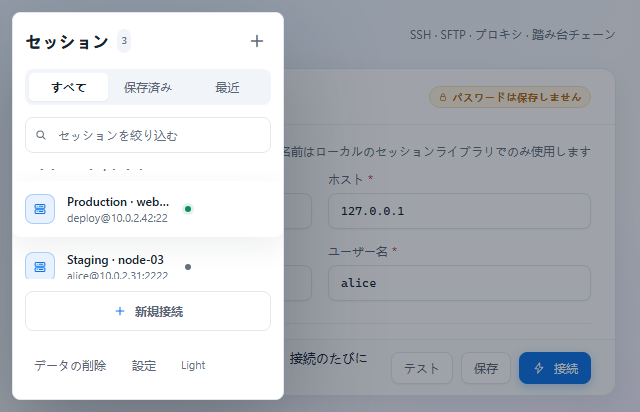 セッション 3
SSH · SFTP · プロキシ · 踏み台チェーン
すべて 保存済み 最近
パスワードは保存しません
セッションを絞り込む
名前はローカルのセッションライブラリでのみ使用します
Production · web...
deploy@10.0.2.42:22
ホスト *
127.0.0.1
Staging · node-03
alice@10.0.2.31:2222
ユーザー名 *
alice
新規接続
接続のたびに
テスト 保存 接続
データの削除 設定 Light